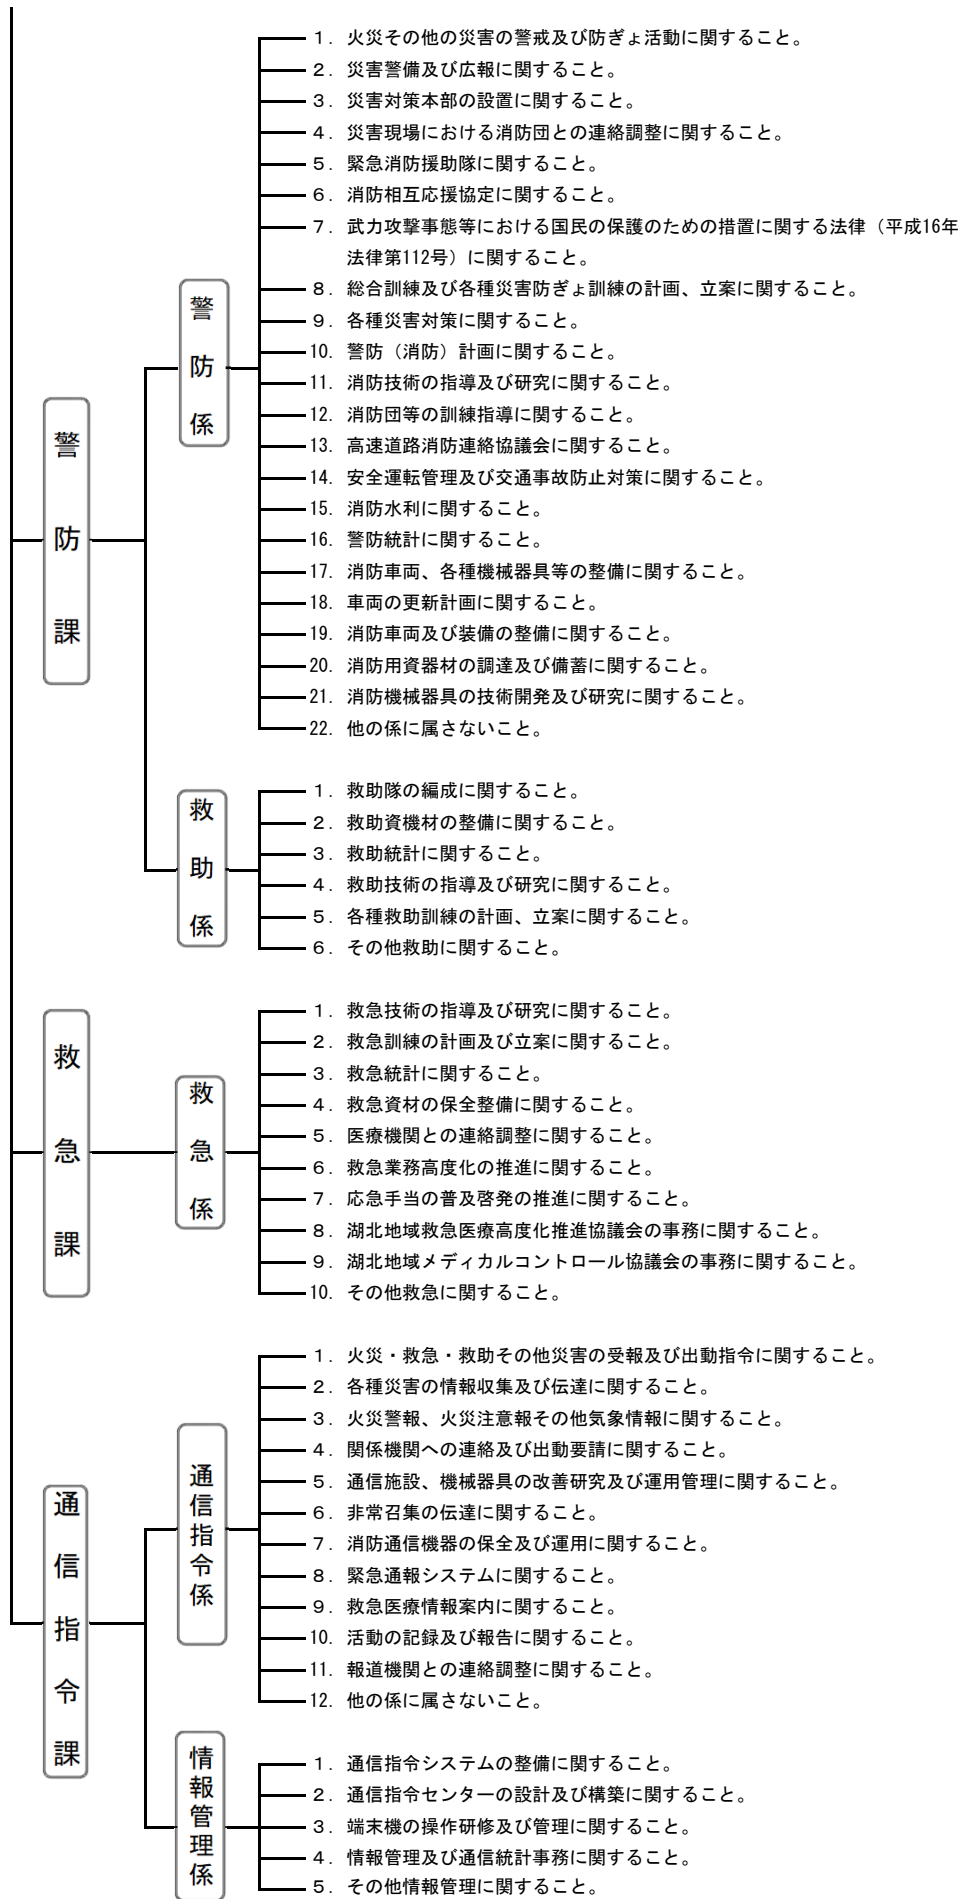 警防課
警防係
１．火災その他の災害の警戒及び防ぎょ活動に関すること。
２．災害警備及び広報に関すること。
３．災害対策本部の設置に関すること。
４．災害現場における消防団との連絡調整に関すること。
５．緊急消防援助隊に関すること。
６．消防相互応援協定に関すること。
７．武力攻撃事態等における国民の保護のための措置に関する法律（平成16年
法律第112号）に関すること。
８．総合訓練及び各種災害防ぎょ訓練の計画、立案に関すること。
９．各種災害対策に関すること。
10．警防（消防）計画に関すること。
11．消防技術の指導及び研究に関すること。
12．消防団等の訓練指導に関すること。
13．高速道路消防連絡協議会に関すること。
14．安全運転管理及び交通事故防止対策に関すること。
15．消防水利に関すること。
16．警防統計に関すること。
17．消防車両、各種機械器具等の整備に関すること。
18．車両の更新計画に関すること。
19．消防車両及び装備の整備に関すること。
20．消防用資器材の調達及び備蓄に関すること。
21．消防機械器具の技術開発及び研究に関すること。
22．他の係に属さないこと。
救助係
１．救助隊の編成に関すること。
２．救助資機材の整備に関すること。
３．救助統計に関すること。
４．救助技術の指導及び研究に関すること。
５．各種救助訓練の計画、立案に関すること。
６．その他救助に関すること。
救急課
救急係
１．救急技術の指導及び研究に関すること。
２．救急訓練の計画及び立案に関すること。
３．救急統計に関すること。
４．救急資材の保全整備に関すること。
５．医療機関との連絡調整に関すること。
６．救急業務高度化の推進に関すること。
７．応急手当の普及啓発の推進に関すること。
８．湖北地域救急医療高度化推進協議会の事務に関すること。
９．湖北地域メディカルコントロール協議会の事務に関すること。
10．その他救急に関すること。
通信指令課
通信指令係
１．火災・救急・救助その他災害の受報及び出動指令に関すること。
２．各種災害の情報収集及び伝達に関すること。
３．火災警報、火災注意報その他気象情報に関すること。
４．関係機関への連絡及び出動要請に関すること。
５．通信施設、機械器具の改善研究及び運用管理に関すること。
６．非常召集の伝達に関すること。
７．消防通信機器の保全及び運用に関すること。
８．緊急通報システムに関すること。
９．救急医療情報案内に関すること。
10．活動の記録及び報告に関すること。
11．報道機関との連絡調整に関すること。
12．他の係に属さないこと。
情報管理係
１．通信指令システムの整備に関すること。
２．通信指令センターの設計及び構築に関すること。
３．端末機の操作研修及び管理に関すること。
４．情報管理及び通信統計事務に関すること。
５．その他情報管理に関すること。